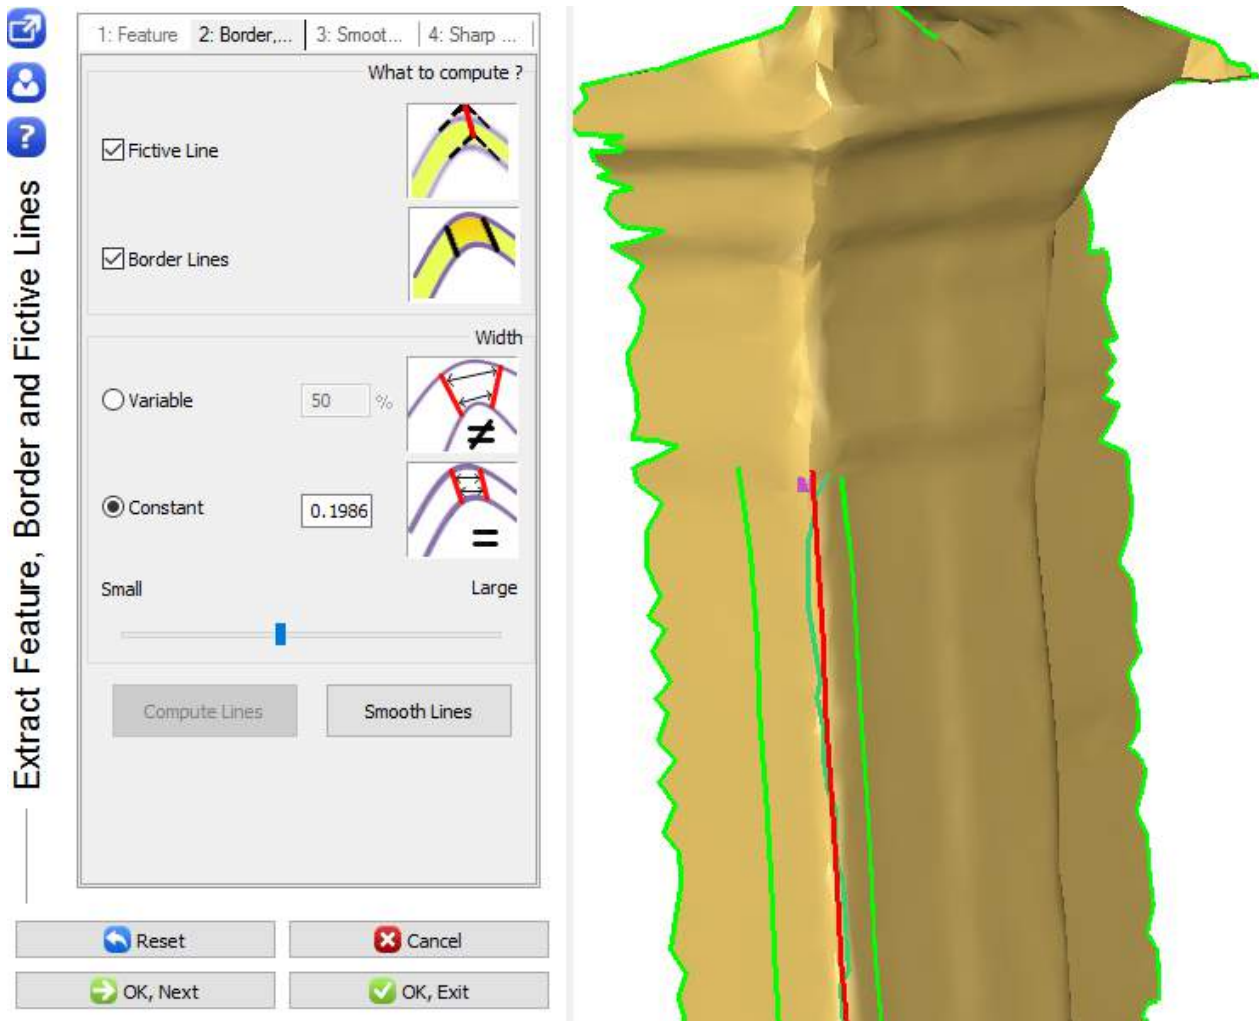 Extract Feature, Border and Fictive Lines
1: Feature
2: Border,...
3: Smoot...
4: Sharp ...
What to compute ?
Fictive Line
Border Lines
Width
Variable
50
%
≠
Constant
0.1986
=
Small
Large
Compute Lines
Smooth Lines
Reset
Cancel
OK, Next
OK, Exit